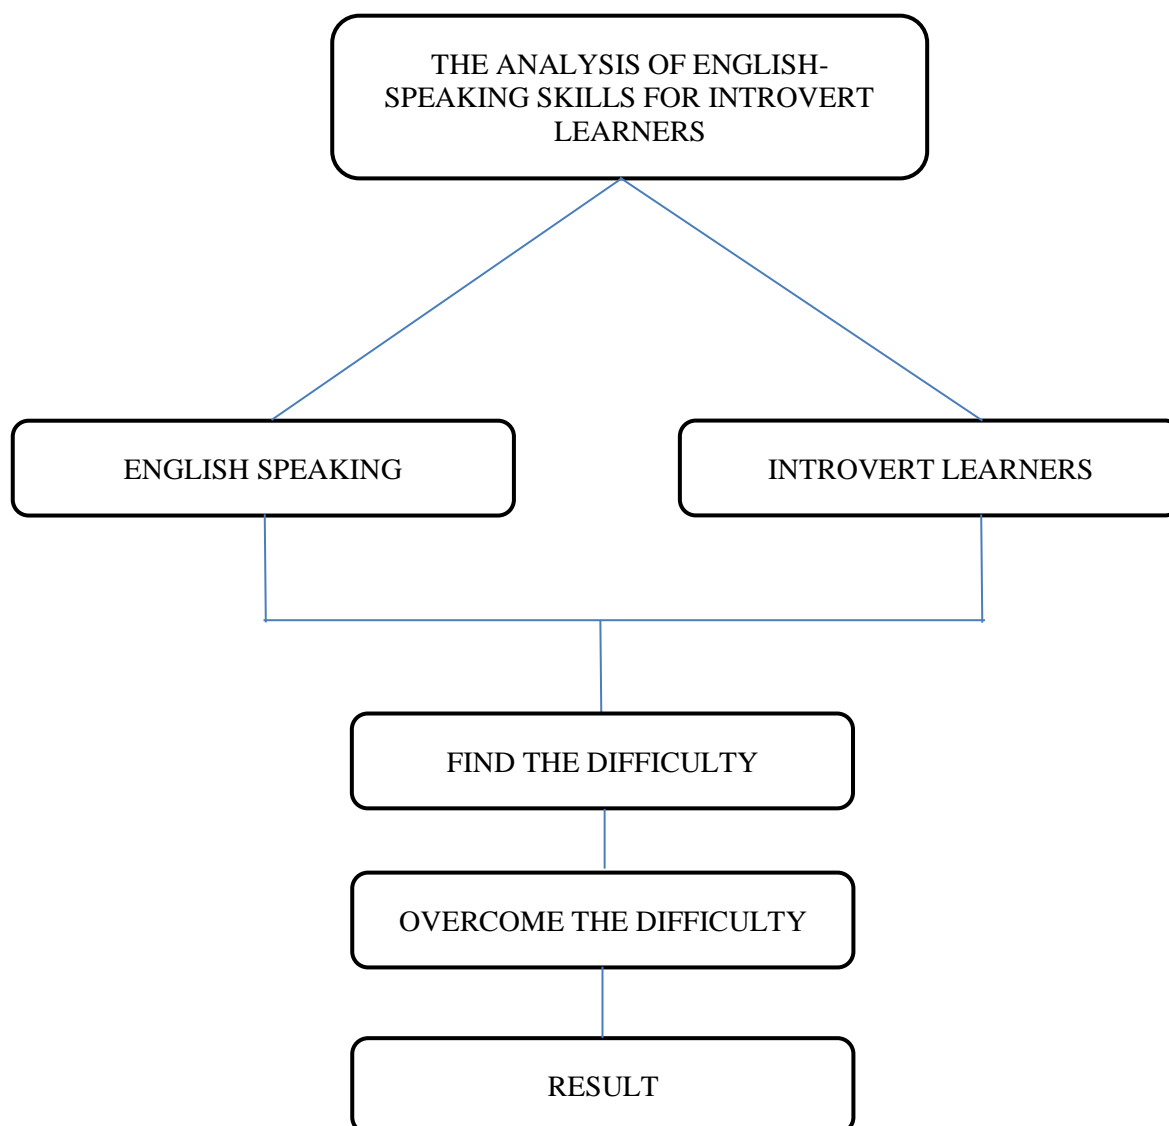 THE ANALYSIS OF ENGLISH-
SPEAKING SKILLS FOR INTROVERT
LEARNERS
ENGLISH SPEAKING
INTROVERT LEARNERS
FIND THE DIFFICULTY
OVERCOME THE DIFFICULTY
RESULT